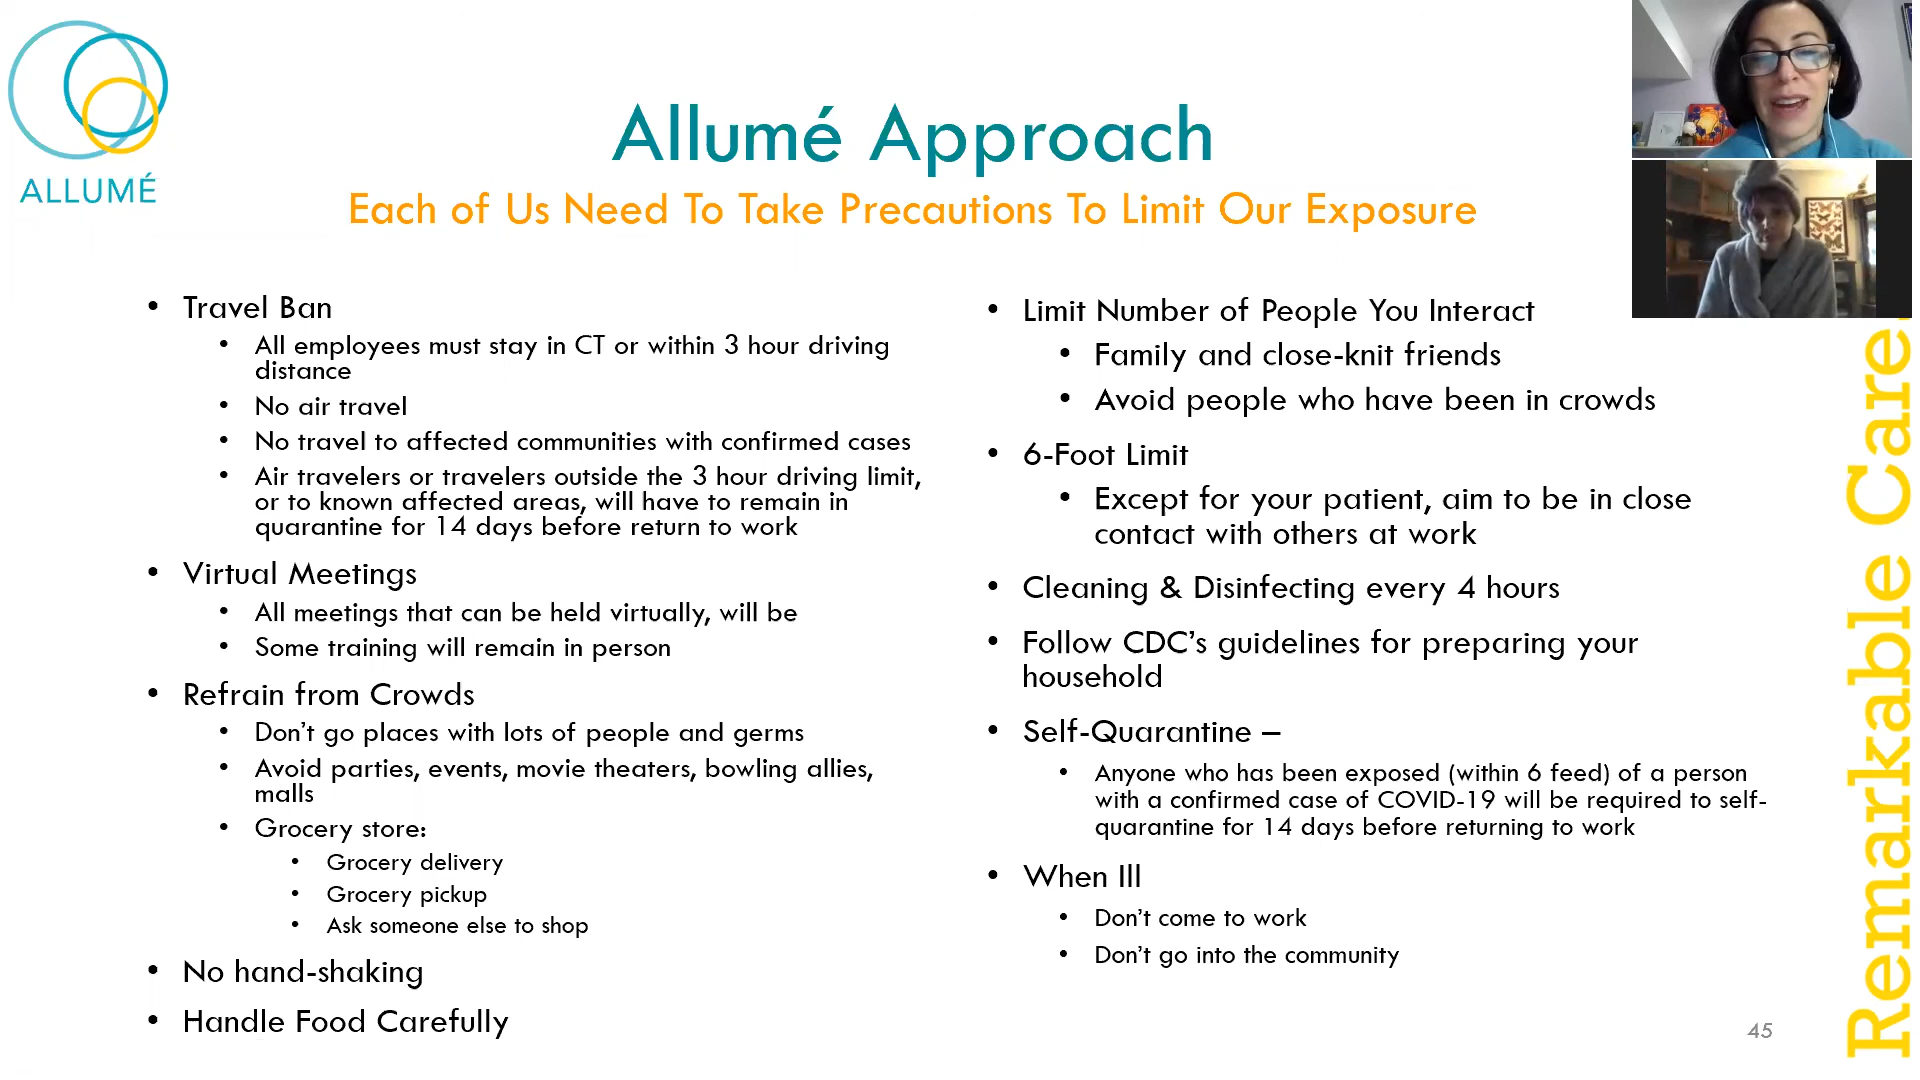 ALLUMÉ
Allumé Approach
Each of Us Need To Take Precautions To Limit Our Exposure
• Travel Ban
• All employees must stay in CT or within 3 hour driving
distance
• No air travel
• No travel to affected communities with confirmed cases
• Air travelers or travelers outside the 3 hour driving limit,
or to known affected areas, will have to remain in
quarantine for 14 days before return to work
• Virtual Meetings
• All meetings that can be held virtually, will be
• Some training will remain in person
• Refrain from Crowds
• Don’t go places with lots of people and germs
• Avoid parties, events, movie theaters, bowling allies,
malls
• Grocery store:
• Grocery delivery
• Grocery pickup
• Ask someone else to shop
• No hand-shaking
• Handle Food Carefully
• Limit Number of People You Interact
• Family and close-knit friends
• Avoid people who have been in crowds
• 6-Foot Limit
• Except for your patient, aim to be in close
contact with others at work
• Cleaning & Disinfecting every 4 hours
• Follow CDC’s guidelines for preparing your
household
• Self-Quarantine –
• Anyone who has been exposed (within 6 feed) of a person
with a confirmed case of COVID-19 will be required to self-
quarantine for 14 days before returning to work
• When Ill
• Don’t come to work
• Don’t go into the community
45
Remarkable Care.